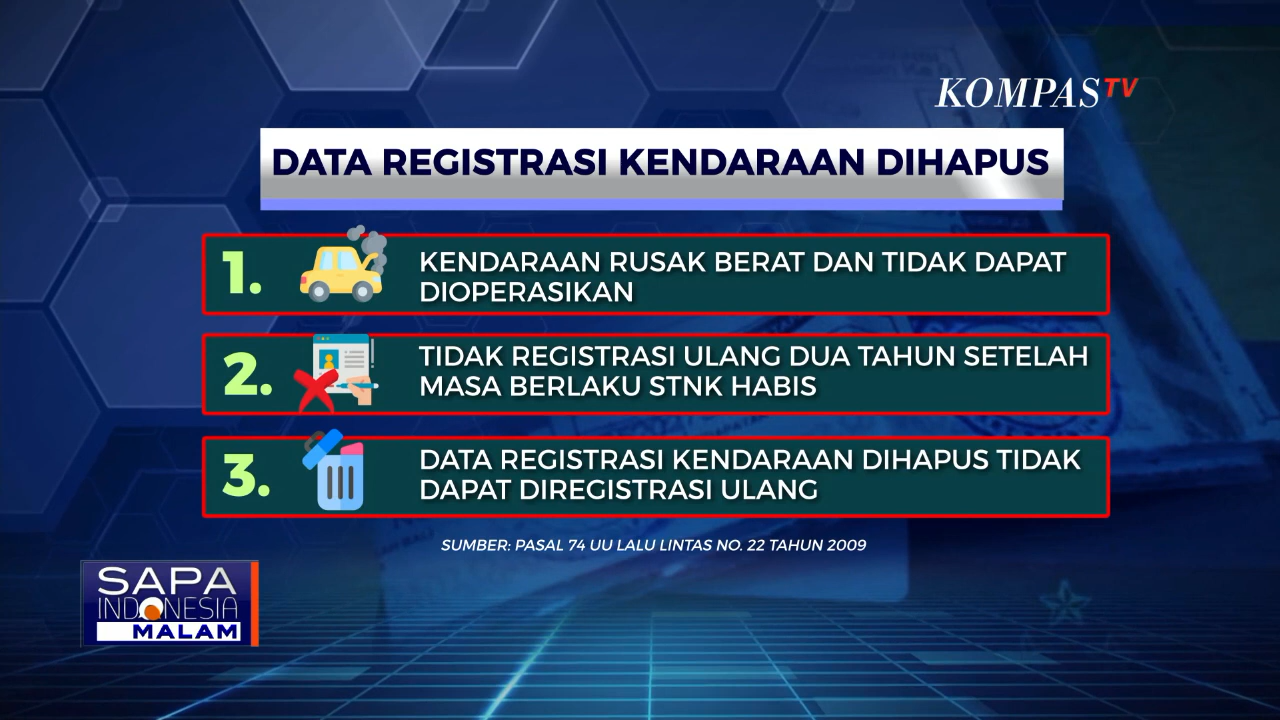 KOMPASTV
DATA REGISTRASI KENDARAAN DIHAPUS
1.
KENDARAAN RUSAK BERAT DAN TIDAK DAPAT
DIOPERASIKAN
2.
TIDAK REGISTRASI ULANG DUA TAHUN SETELAH
MASA BERLAKU STNK HABIS
3.
DATA REGISTRASI KENDARAAN DIHAPUS TIDAK
DAPAT DIREGISTRASI ULANG
SUMBER: PASAL 74 UU LALU LINTAS NO. 22 TAHUN 2009
SAPA
INDONESIA
MALAM